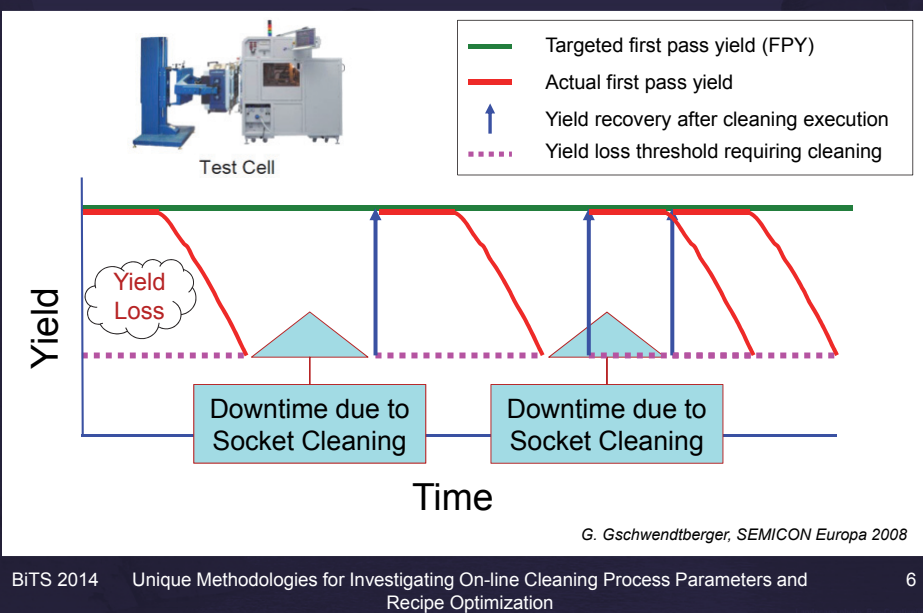 Targeted first pass yield (FPY)
Actual first pass yield
Yield recovery after cleaning execution
Yield loss threshold requiring cleaning
Test Cell
Yield
Loss
Yield
Downtime due to
Socket Cleaning
Downtime due to
Socket Cleaning
Time
G. Gschwendtberger, SEMICON Europa 2008
BiTS 2014
Unique Methodologies for Investigating On-line Cleaning Process Parameters and
Recipe Optimization
6